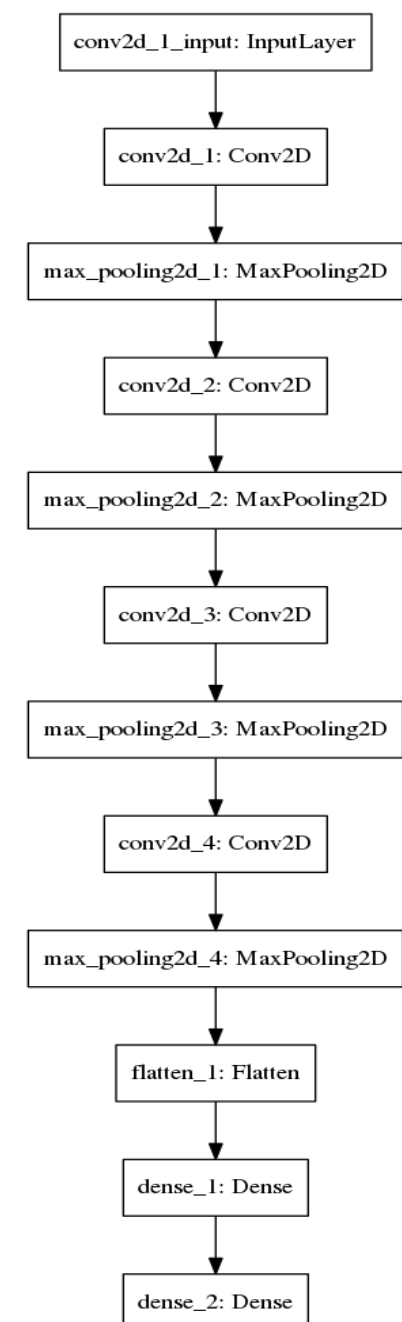 conv2d_1_input: InputLayer
conv2d_1: Conv2D
max_pooling2d_1: MaxPooling2D
conv2d_2: Conv2D
max_pooling2d_2: MaxPooling2D
conv2d_3: Conv2D
max_pooling2d_3: MaxPooling2D
conv2d_4: Conv2D
max_pooling2d_4: MaxPooling2D
flatten_1: Flatten
dense_1: Dense
dense_2: Dense